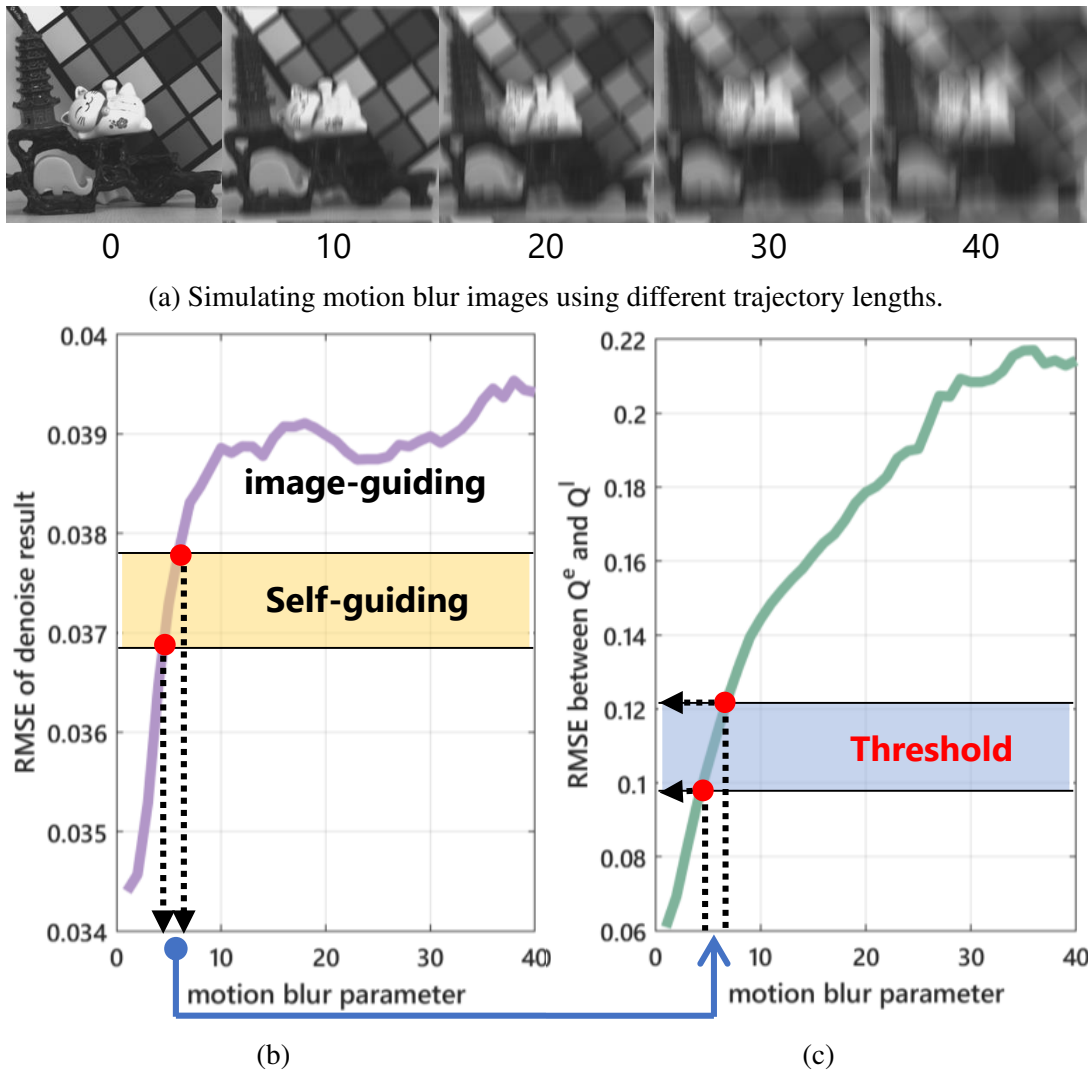 0 10 20 30 40
(a) Simulating motion blur images using different trajectory lengths.
0.04
0.039
0.038
0.037
0.036
0.035
0.034
RMSE of denoise result
image-guiding
Self-guiding
0 10 20 30 40
motion blur parameter
(b)
0.22
0.2
0.18
0.16
0.14
0.12
0.1
0.08
0.06
RMSE between Qᵉ and Qˡ
Threshold
0 10 20 30 40
motion blur parameter
(c)